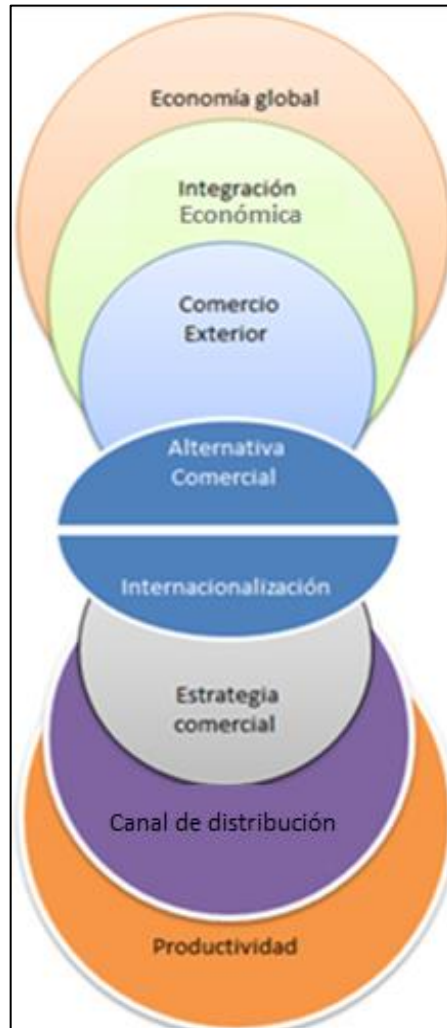 Economía global
Integración
Económica
Comercio
Exterior
Alternativa
Comercial
Internacionalización
Estrategia
comercial
Canal de distribución
Productividad